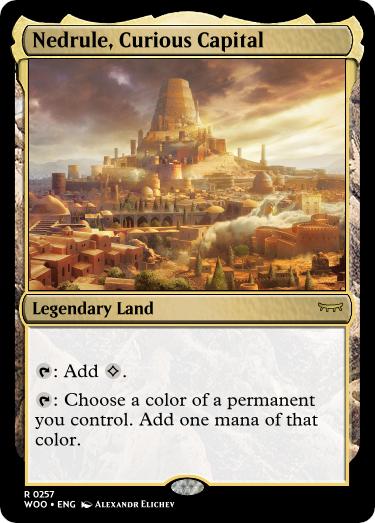 Nedrule, Curious Capital
Legendary Land
: Add .
: Choose a color of a permanent
you control. Add one mana of that
color.
R 0257
WOO • ENG Alexandr Elichev